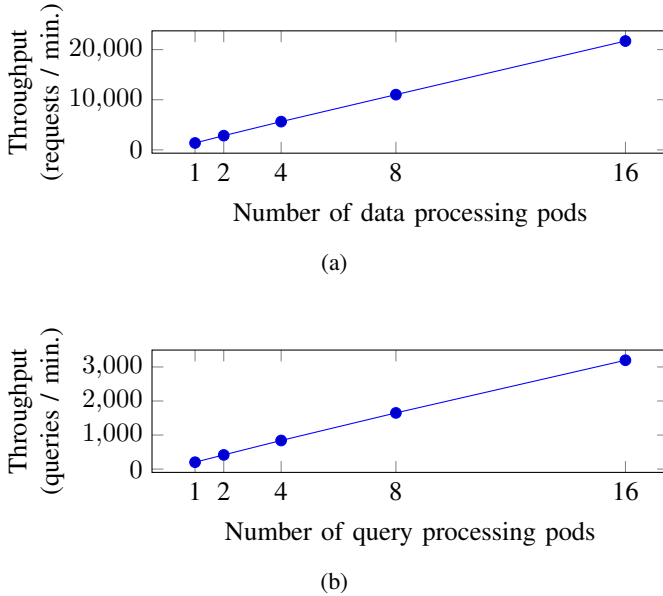 Throughput
(requests / min.)
20,000
10,000
0
1 2 4 8 16
Number of data processing pods
(a)
Throughput
(queries / min.)
3,000
2,000
1,000
0
1 2 4 8 16
Number of query processing pods
(b)